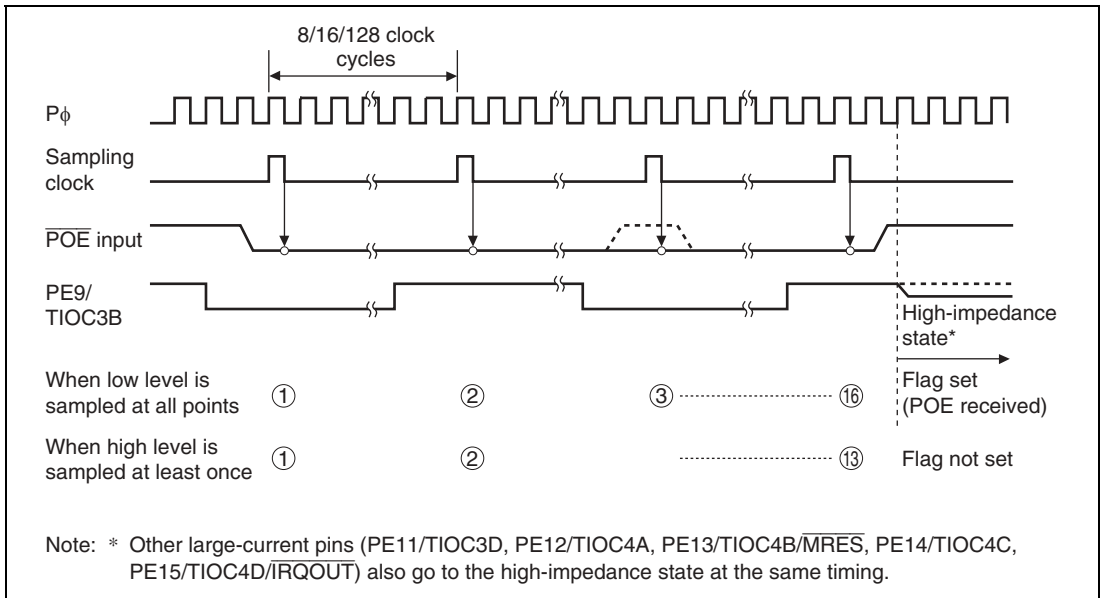 8/16/128 clock
cycles
Pϕ
Sampling
clock
POE input
PE9/
TIOC3B
High-impedance
state*
When low level is
sampled at all points
① ② ③ ⑯
Flag set
(POE received)
When high level is
sampled at least once
① ② ⑬
Flag not set
Note: * Other large-current pins (PE11/TIOC3D, PE12/TIOC4A, PE13/TIOC4B/MRES, PE14/TIOC4C,
PE15/TIOC4D/IRQOUT) also go to the high-impedance state at the same timing.